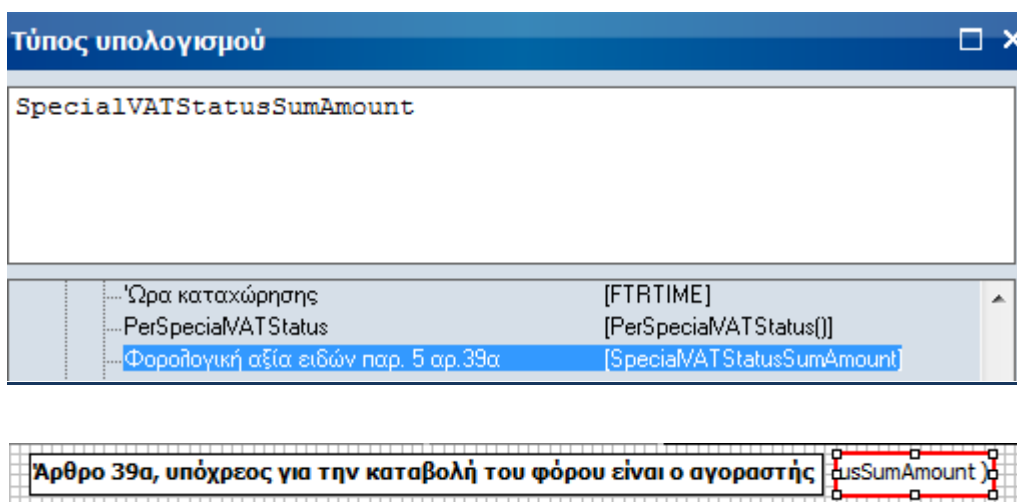 Τύπος υπολογισμού
SpecialVATStatusSumAmount
Ώρα καταχώρησης [FTRTIME]
PerSpecialVATStatus [PerSpecialVATStatus()]
Φορολογική αξία ειδών παρ. 5 αρ.39α [SpecialVATStatusSumAmount]
Άρθρο 39α, υπόχρεος για την καταβολή του φόρου είναι ο αγοραστής usSumAmount )